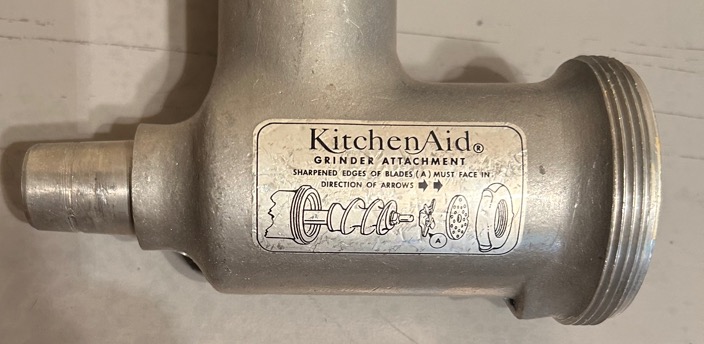 KitchenAid®
GRINDER ATTACHMENT
SHARPENED EDGES OF BLADES (A) MUST FACE IN
DIRECTION OF ARROWS ➡ ➡
A